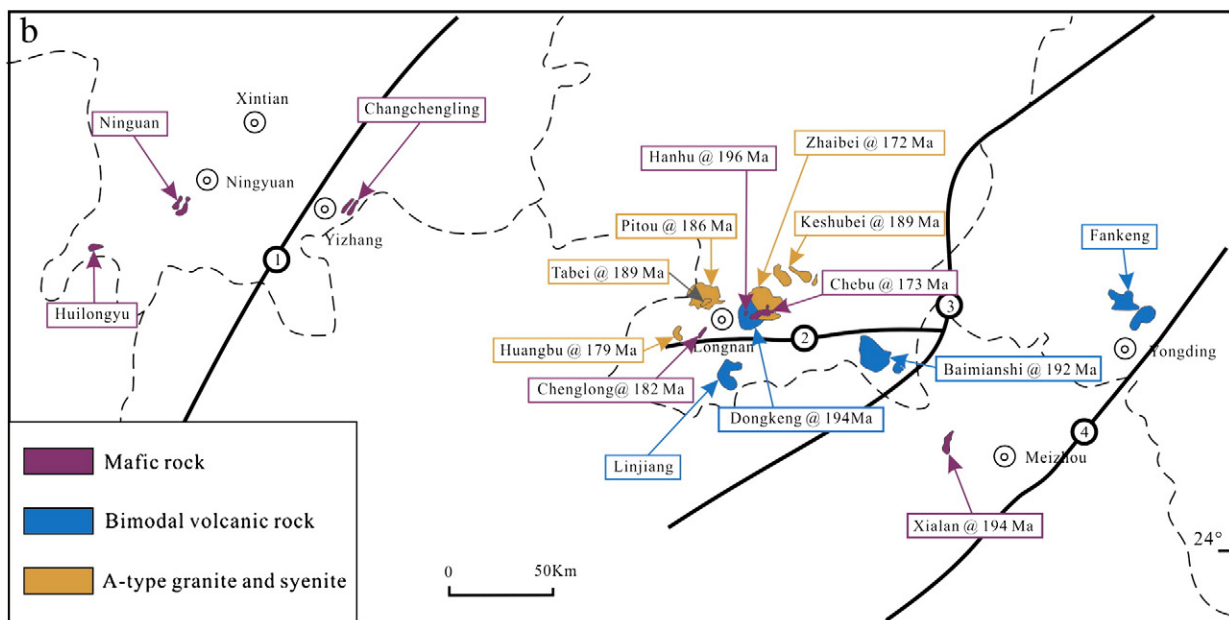 b
Xintian
Changchengling
Ninguan
Zhaibei @ 172 Ma
Hanhu @ 196 Ma
Ningyuan
Keshubei @ 189 Ma
Pitou @ 186 Ma
Yizhang
Fankeng
1
Tabei @ 189 Ma
Chebu @ 173 Ma
Huilongyu
3
2
Longnan
Huangbu @ 179 Ma
Yongding
Baimianshi @ 192 Ma
Chenglong@ 182 Ma
Dongkeng @ 194Ma
4
Linjiang
Meizhou
Mafic rock
Bimodal volcanic rock
A-type granite and syenite
Xialan @ 194 Ma
24°
0 50Km